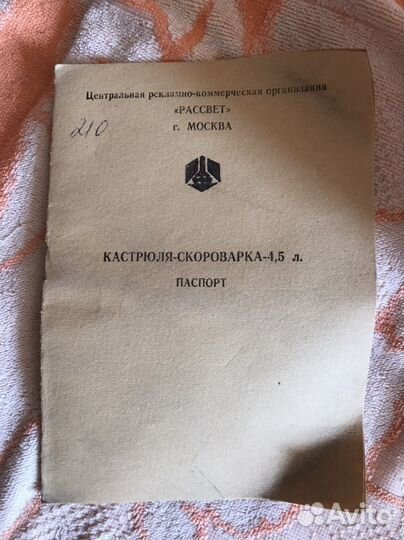 Центральная рекламно-коммерческая организация
«РАССВЕТ»
г. МОСКВА
210
КАСТРЮЛЯ-СКОРОВАРКА-4,5 л.
ПАСПОРТ
Avito